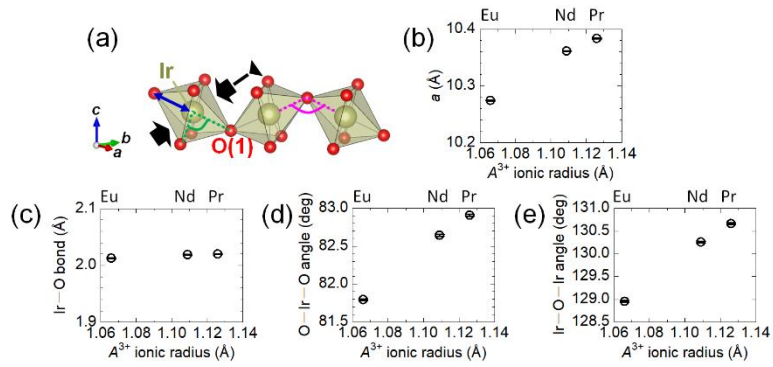 (a)
Ir
O(1)
c
b
a
(b)
Eu Nd Pr
a (Å)
10.4
10.3
10.2
1.06 1.08 1.10 1.12 1.14
A3+ ionic radius (Å)
(c)
Eu Nd Pr
Ir—O bond (Å)
2.1
2.0
1.9
1.06 1.08 1.10 1.12 1.14
A3+ ionic radius (Å)
(d)
Eu Nd Pr
O—Ir—O angle (deg)
83.0
82.5
82.0
81.5
1.06 1.08 1.10 1.12 1.14
A3+ ionic radius (Å)
(e)
Eu Nd Pr
Ir—O—Ir angle (deg)
131.0
130.5
130.0
129.5
129.0
128.5
1.06 1.08 1.10 1.12 1.14
A3+ ionic radius (Å)